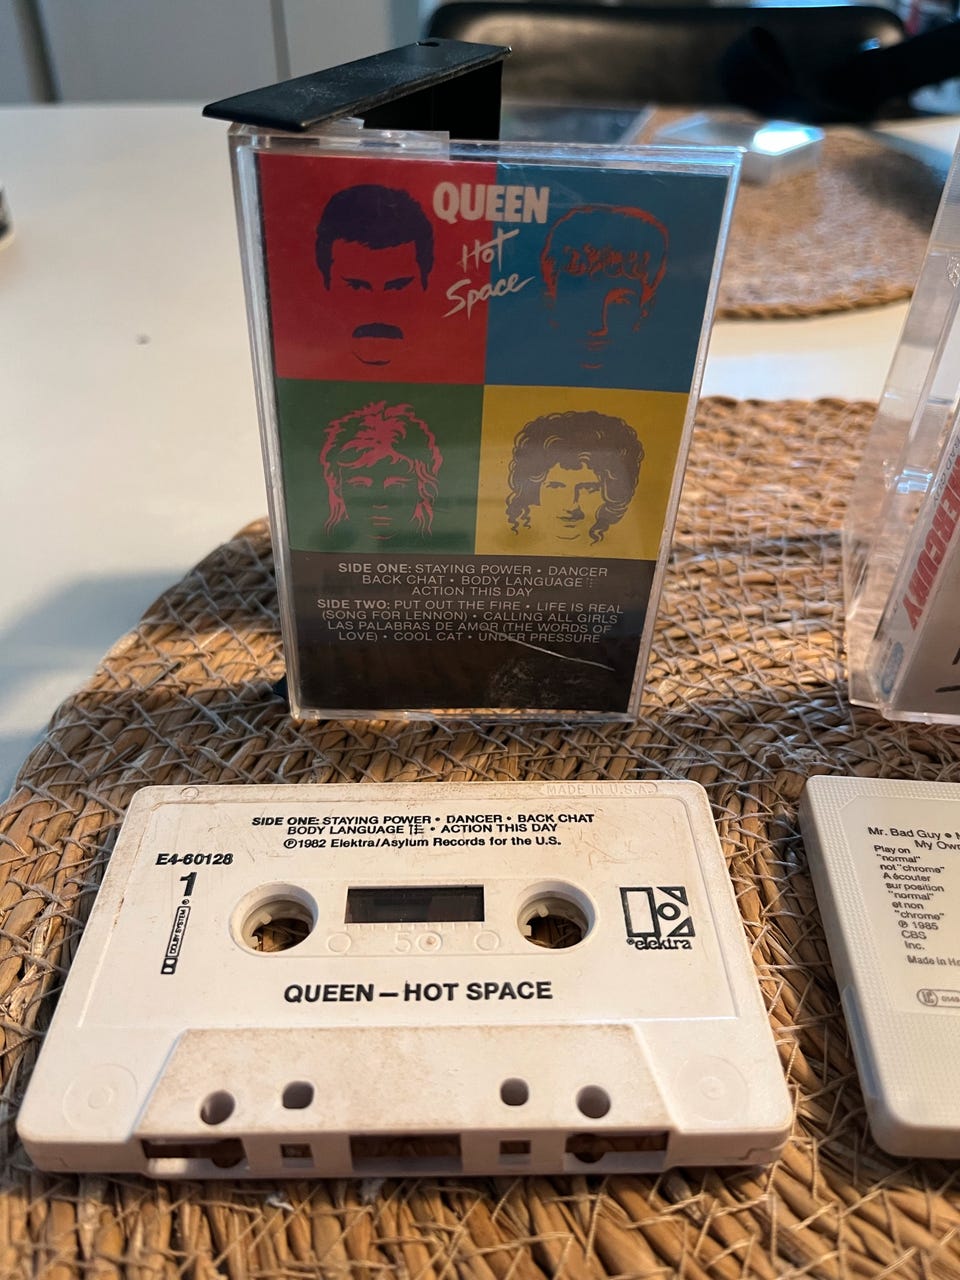 QUEEN
Hot
Space
SIDE ONE: STAYING POWER • DANCER
BACK CHAT • BODY LANGUAGE
ACTION THIS DAY
SIDE TWO: PUT OUT THE FIRE • LIFE IS REAL
(SONG FOR LENNON) • CALLING ALL GIRLS
LAS PALABRAS DE AMOR (THE WORDS OF
LOVE) • COOL CAT • UNDER PRESSURE
MERCURY
MADE IN U.S.A.
SIDE ONE: STAYING POWER • DANCER • BACK CHAT
BODY LANGUAGE • ACTION THIS DAY
℗1982 Elektra/Asylum Records for the U.S.
E4-60128
1
DOLBY SYSTEM ®
50
elektra
QUEEN – HOT SPACE
Mr. Bad Guy •
My Own
Play on
"normal"
not "chrome"
A écouter
sur position
"normal"
et non
"chrome"
℗ 1985
CBS
Inc.
Made in